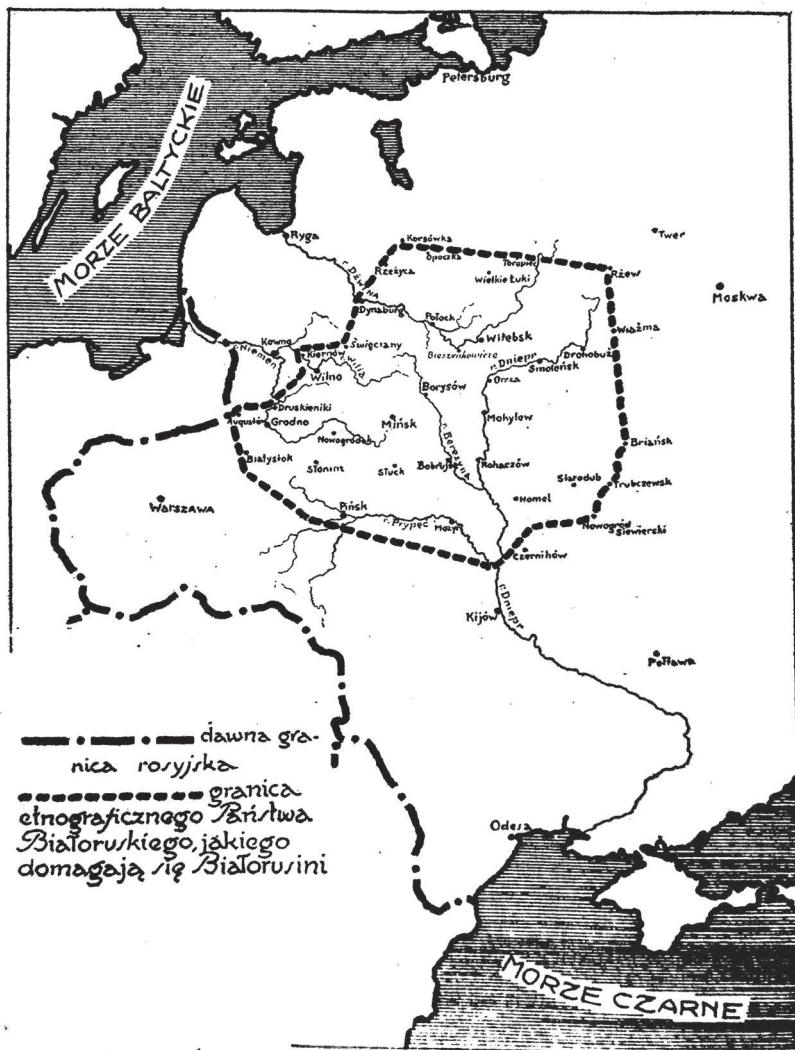 Petersburg
MORZE BALTYCKIE
Ryga
Korsówka
Opoczka
Toropiec
Twer
Rzeżyca
Wielkie Łuki
Rżew
r. Dźwina
Moskwa
Dynaburg
Połock
Witebsk
Wiaźma
Kowno
Święciany
r. Niemen
Kiernów
r. Wilja
Bieszenkowicze
r. Dniepr
Drohobuż
Smoleńsk
Wilno
Orsza
Borysów
Druskieniki
Augustów
Grodno
Mińsk
Mohylew
Nowogródek
r. Berezyna
Briańsk
Białystok
Słonim
Słuck
Bobrujsk
Rohaczów
Starodub
Trubczewsk
Warszawa
Homel
Pińsk
r. Prypeć
Mozyr
Nowogród
Siewierski
Czernihów
r. Dniepr
Kijów
Połtawa
dawna gra-
nica rosyjska
granica
etnograficznego Państwa
Białoruskiego, jakiego
domagają się Białorusini
Odesa
MORZE CZARNE